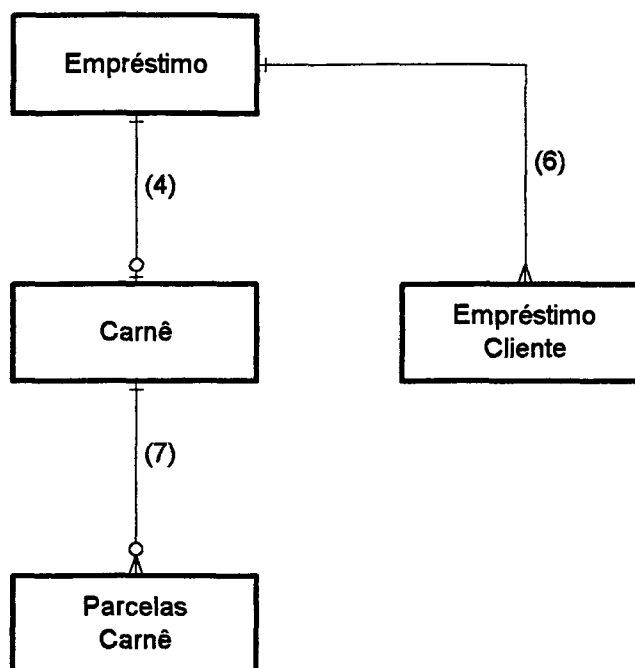 Empréstimo
(4)
(6)
Carnê
Empréstimo
Cliente
(7)
Parcelas
Carnê